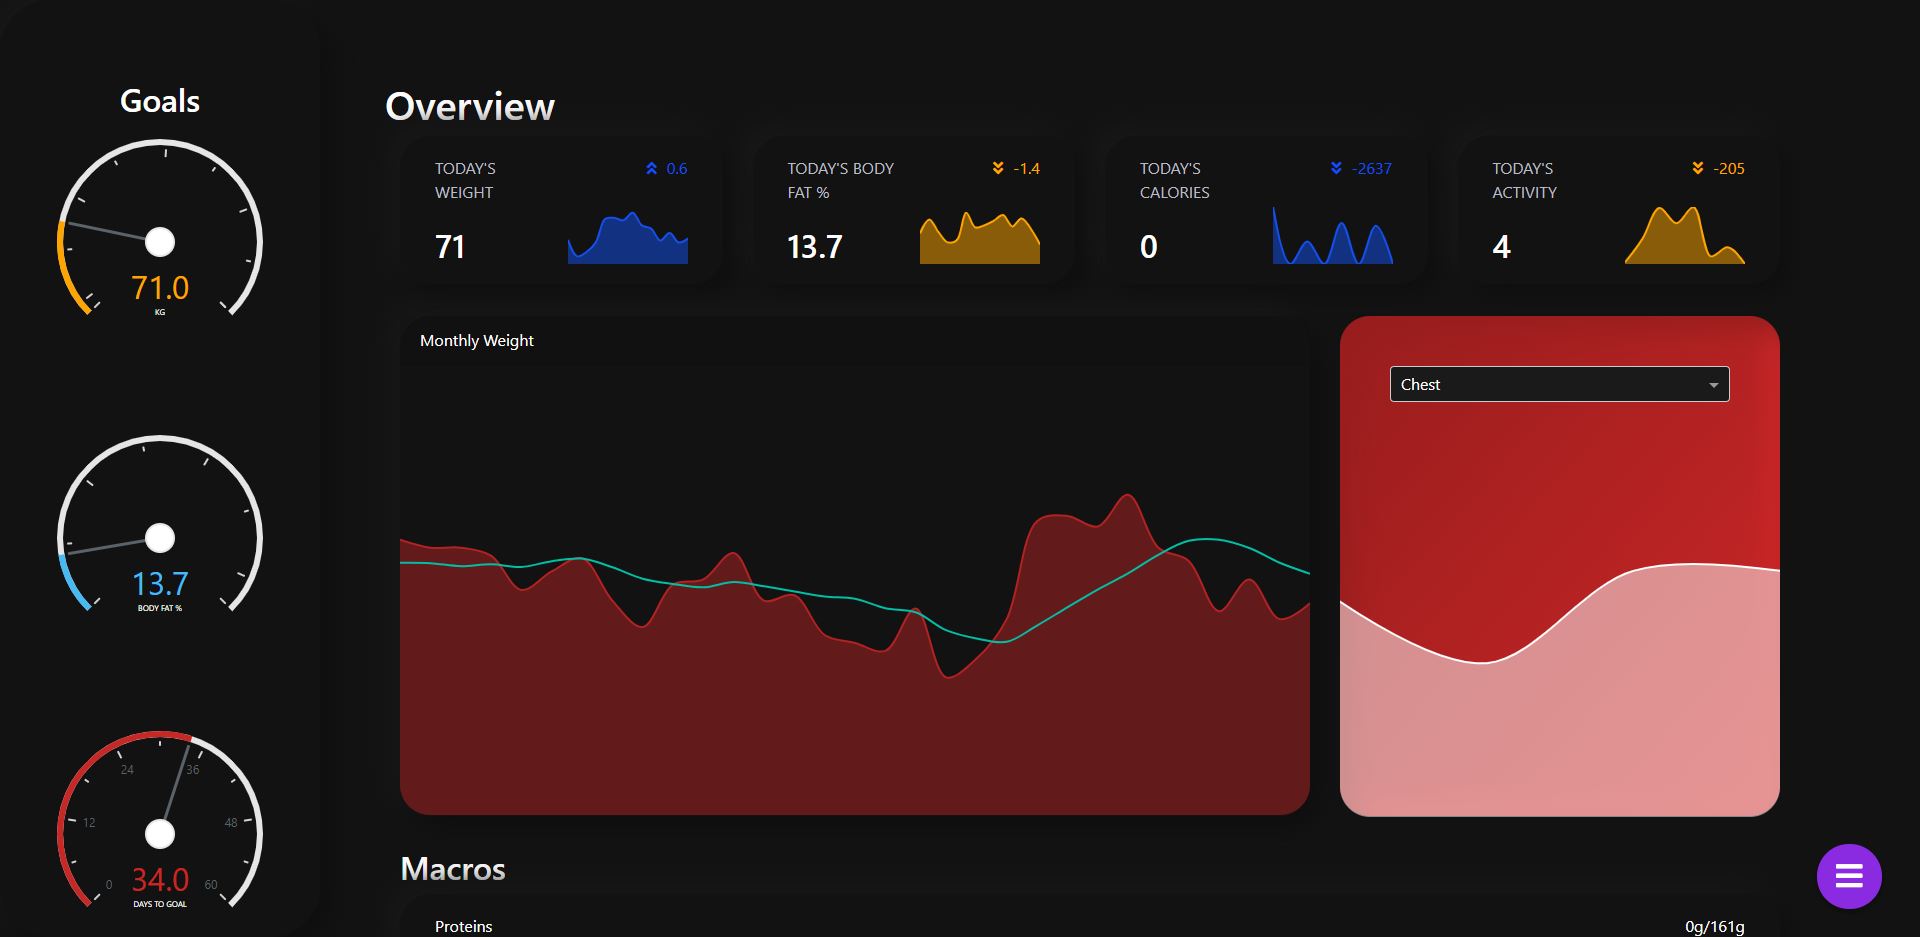 Goals
71.0
KG
13.7
BODY FAT %
24
36
12
48
0
34.0
60
DAYS TO GOAL
Overview
TODAY'S
WEIGHT
0.6
71
TODAY'S BODY
FAT %
-1.4
13.7
TODAY'S
CALORIES
-2637
0
TODAY'S
ACTIVITY
-205
4
Monthly Weight
Chest
Macros
Proteins
0g/161g